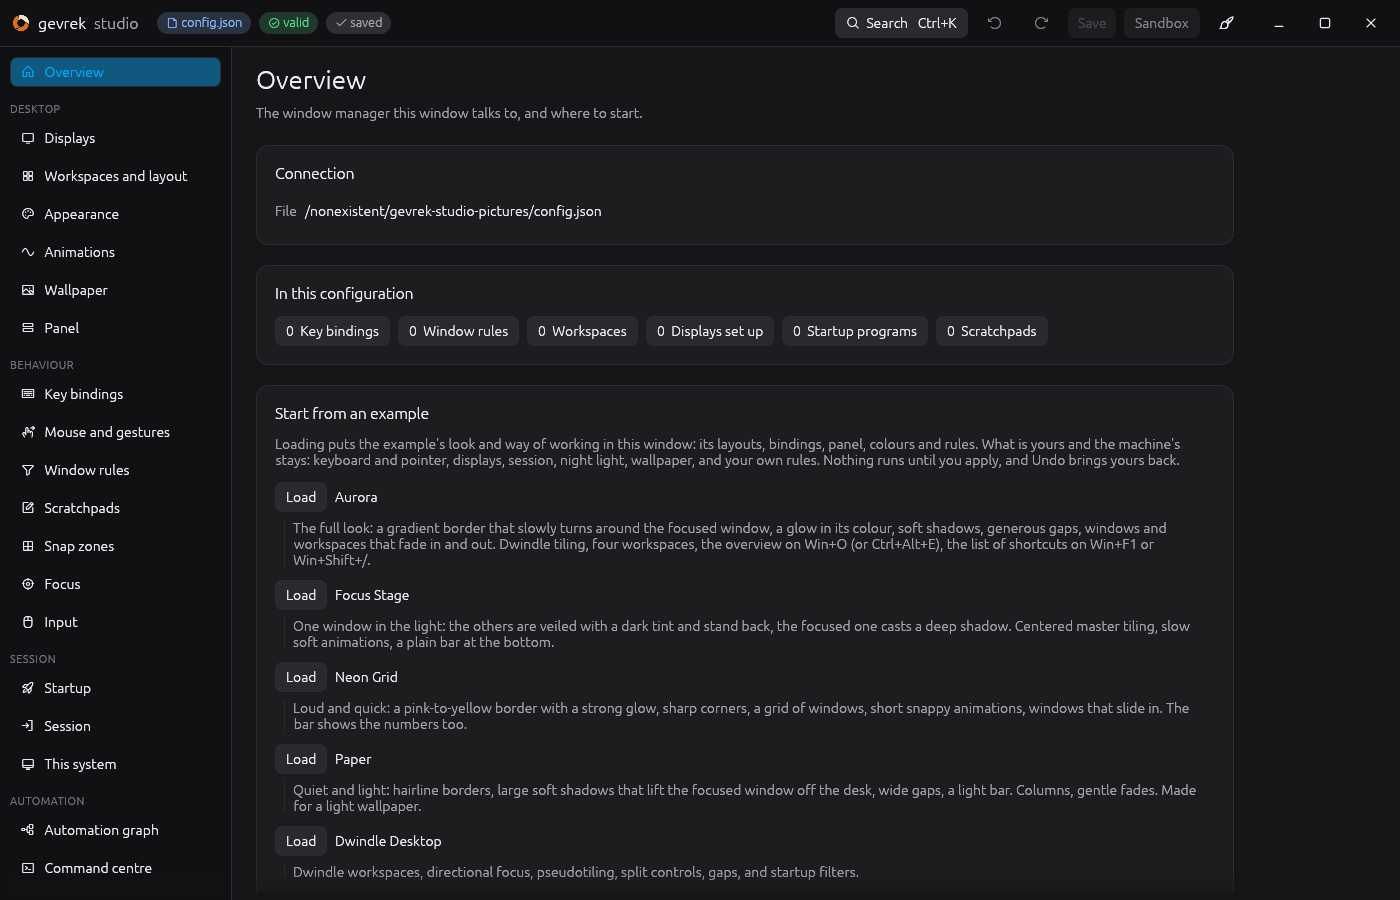 gevrek studio
config.json
valid
saved
Search Ctrl+K
Save
Sandbox
Overview
DESKTOP
Displays
Workspaces and layout
Appearance
Animations
Wallpaper
Panel
BEHAVIOUR
Key bindings
Mouse and gestures
Window rules
Scratchpads
Snap zones
Focus
Input
SESSION
Startup
Session
This system
AUTOMATION
Automation graph
Command centre
Overview
The window manager this window talks to, and where to start.
Connection
File /nonexistent/gevrek-studio-pictures/config.json
In this configuration
0 Key bindings
0 Window rules
0 Workspaces
0 Displays set up
0 Startup programs
0 Scratchpads
Start from an example
Loading puts the example's look and way of working in this window: its layouts, bindings, panel, colours and rules. What is yours and the machine's
stays: keyboard and pointer, displays, session, night light, wallpaper, and your own rules. Nothing runs until you apply, and Undo brings yours back.
Load Aurora
The full look: a gradient border that slowly turns around the focused window, a glow in its colour, soft shadows, generous gaps, windows and
workspaces that fade in and out. Dwindle tiling, four workspaces, the overview on Win+O (or Ctrl+Alt+E), the list of shortcuts on Win+F1 or
Win+Shift+/.
Load Focus Stage
One window in the light: the others are veiled with a dark tint and stand back, the focused one casts a deep shadow. Centered master tiling, slow
soft animations, a plain bar at the bottom.
Load Neon Grid
Loud and quick: a pink-to-yellow border with a strong glow, sharp corners, a grid of windows, short snappy animations, windows that slide in. The
bar shows the numbers too.
Load Paper
Quiet and light: hairline borders, large soft shadows that lift the focused window off the desk, wide gaps, a light bar. Columns, gentle fades. Made
for a light wallpaper.
Load Dwindle Desktop
Dwindle workspaces, directional focus, pseudotiling, split controls, gaps, and startup filters.